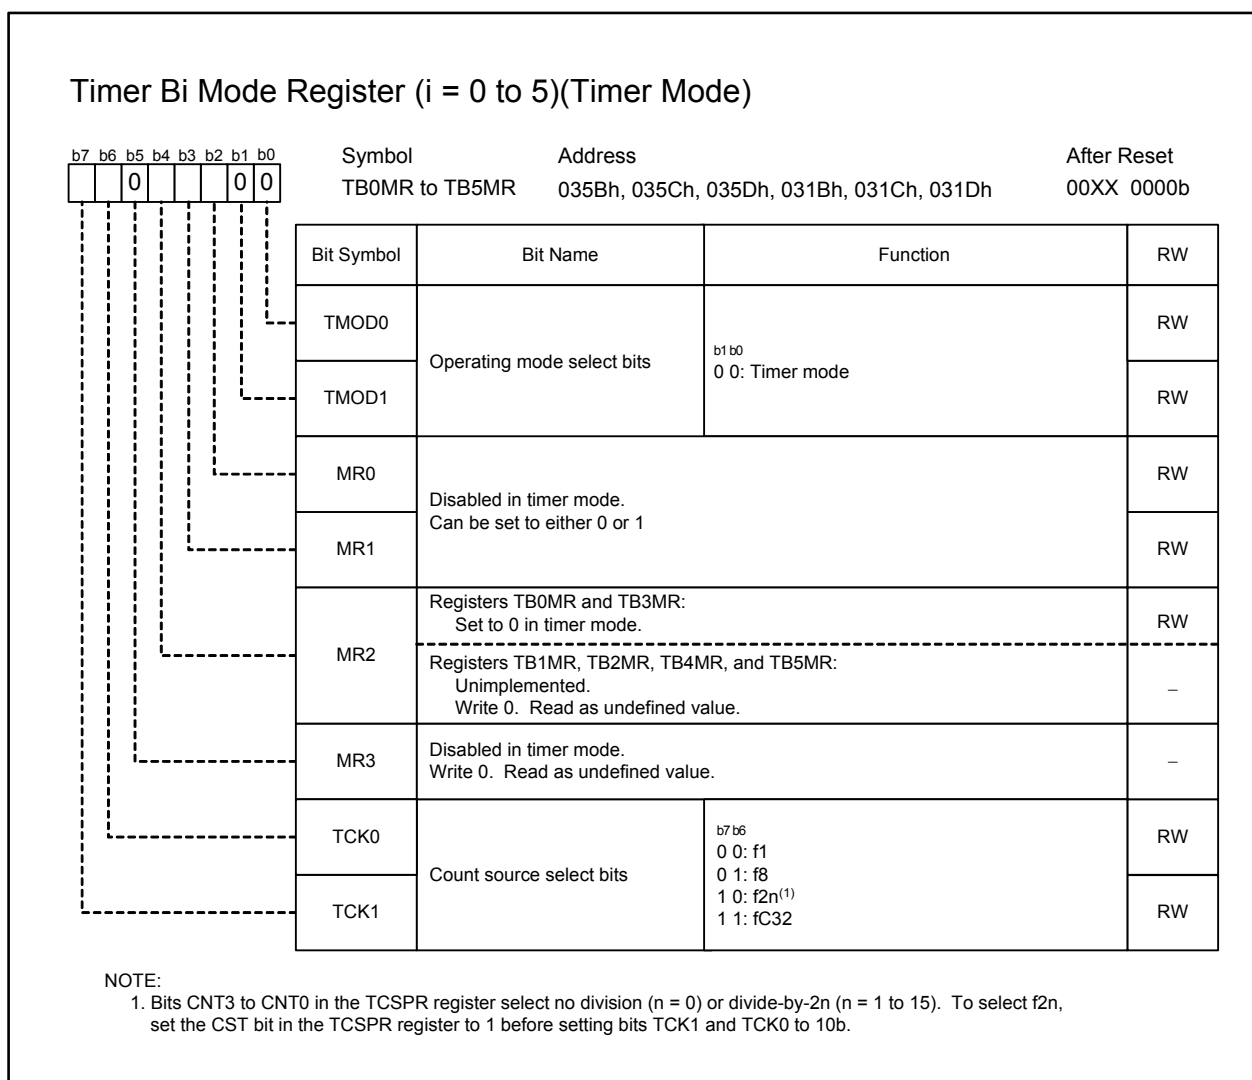 Timer Bi Mode Register (i = 0 to 5)(Timer Mode)
b7 b6 b5 b4 b3 b2 b1 b0
0 0 0
Symbol Address After Reset
TB0MR to TB5MR 035Bh, 035Ch, 035Dh, 031Bh, 031Ch, 031Dh 00XX 0000b
Bit Symbol Bit Name Function RW
TMOD0 RW
Operating mode select bits
b1 b0
0 0: Timer mode
TMOD1 RW
MR0 RW
Disabled in timer mode.
Can be set to either 0 or 1
MR1 RW
MR2
Registers TB0MR and TB3MR:
Set to 0 in timer mode. RW
Registers TB1MR, TB2MR, TB4MR, and TB5MR:
Unimplemented.
Write 0. Read as undefined value. –
MR3
Disabled in timer mode.
Write 0. Read as undefined value. –
TCK0 RW
Count source select bits
b7 b6
0 0: f1
0 1: f8
1 0: f2n(1)
1 1: fC32
TCK1 RW
NOTE:
1. Bits CNT3 to CNT0 in the TCSPR register select no division (n = 0) or divide-by-2n (n = 1 to 15). To select f2n,
set the CST bit in the TCSPR register to 1 before setting bits TCK1 and TCK0 to 10b.